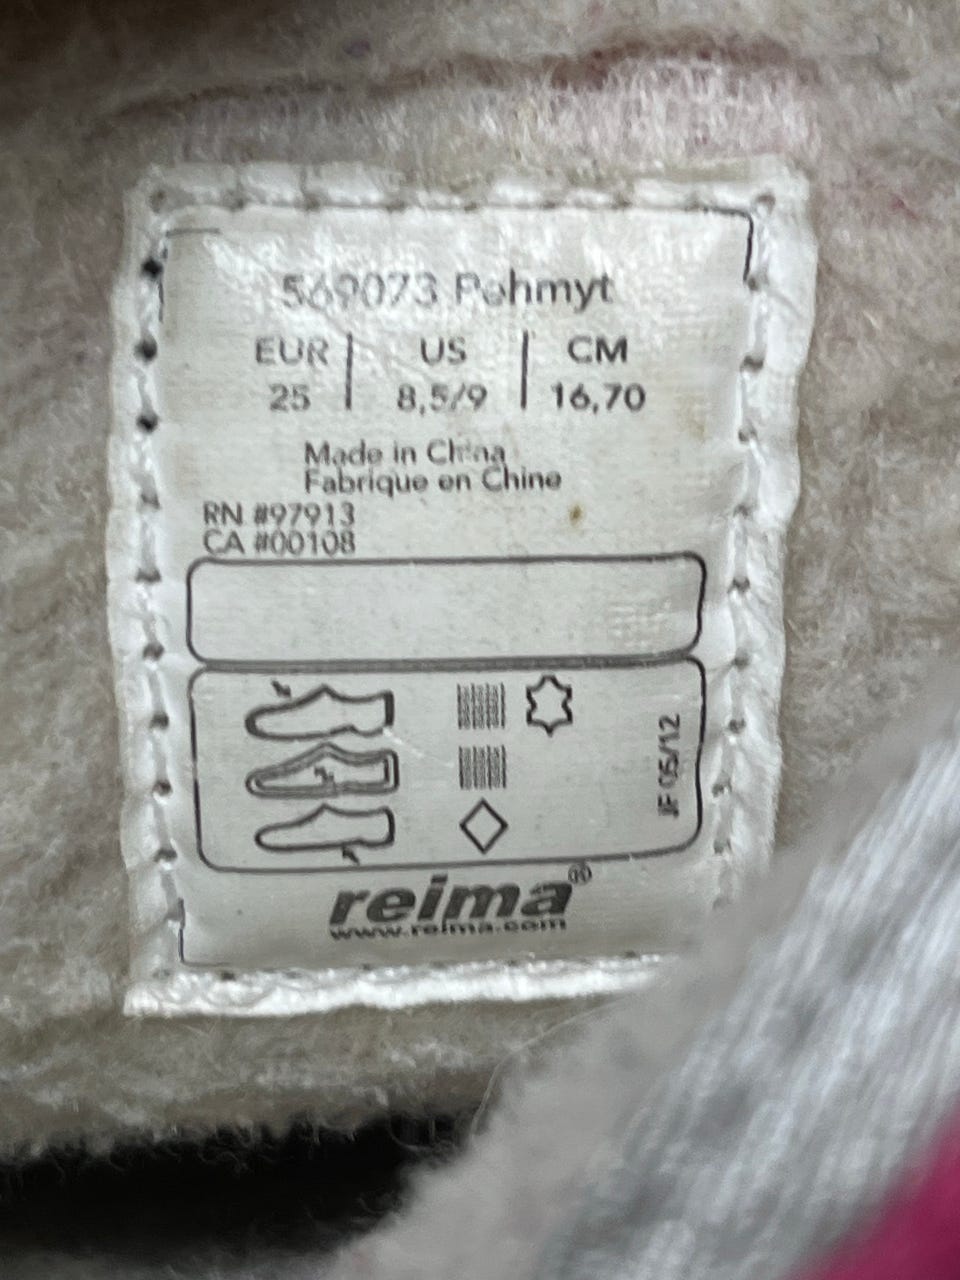 569073 Pehmyt
EUR | US | CM
25 | 8,5/9 | 16,70
Made in China
Fabrique en Chine
RN #97913
CA #00108
JF 05/12
reima®
www.reima.com